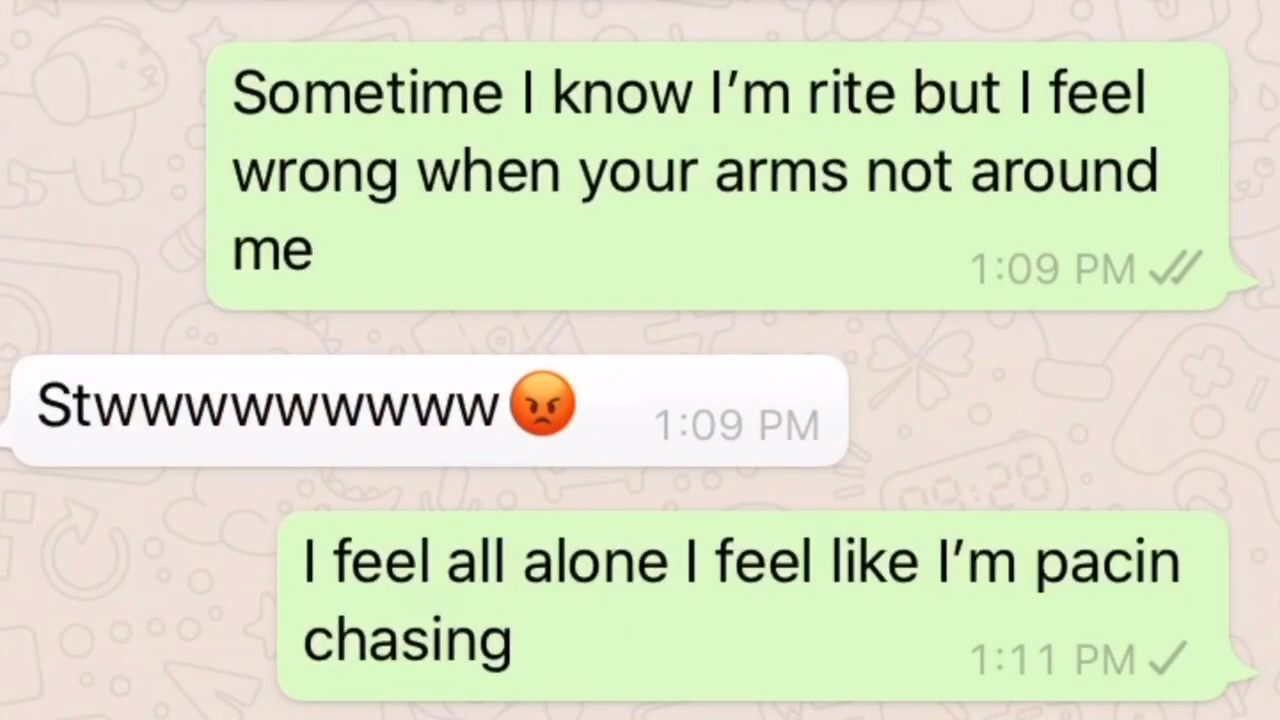 Sometime I know I’m rite but I feel
wrong when your arms not around
me
1:09 PM
Stwwwwwwwww😡
1:09 PM
I feel all alone I feel like I’m pacin
chasing
1:11 PM